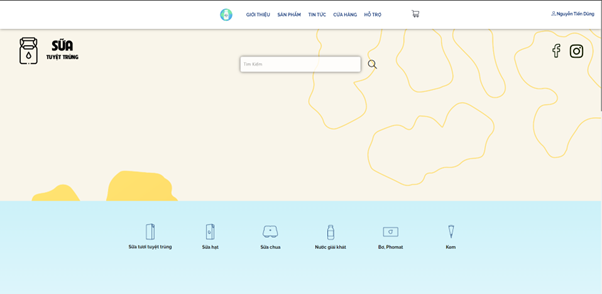 GIỚI THIỆU SẢN PHẨM TIN TỨC CỬA HÀNG HỖ TRỢ
Nguyễn Tiến Dũng
SỮA
TUYỆT TRÙNG
Tìm kiếm
Sữa tươi tuyệt trùng
Sữa hạt
Sữa chua
Nước giải khát
Bơ, Phomat
Kem